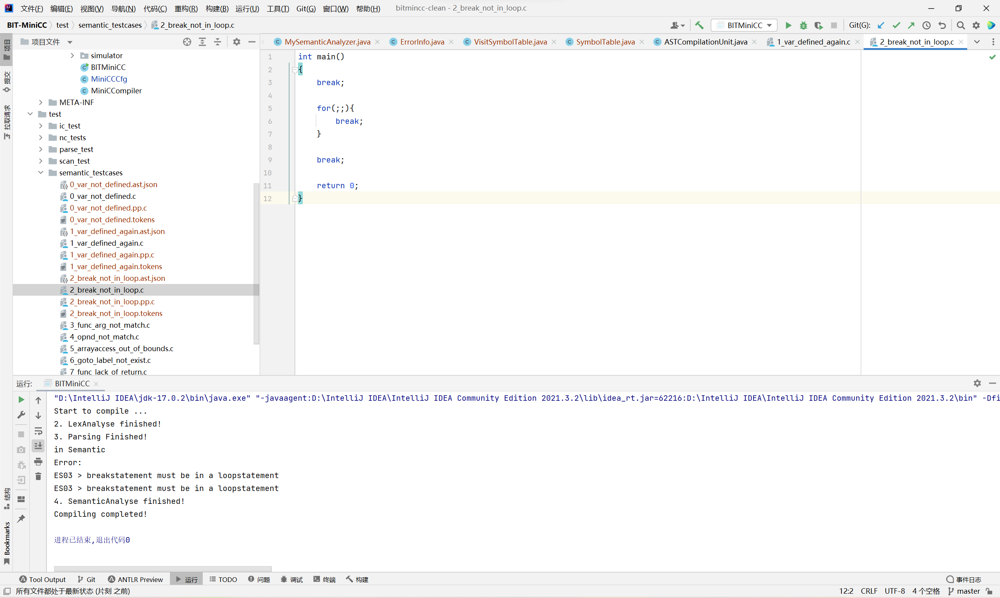 文件(F) 编辑(E) 视图(V) 导航(N) 代码(C) 重构(R) 构建(B) 运行(U) 工具(T) Git(G) 窗口(W) 帮助(H) bitmincc-clean - 2_break_not_in_loop.c
BIT-MiniCC test semantic_testcases 2_break_not_in_loop.c BITMiniCC Git(G):
项目文件
MySemanticAnalyzer.java ErrorInfo.java VisitSymbolTable.java SymbolTable.java ASTCompilationUnit.java 1_var_defined_again.c 2_break_not_in_loop.c
项目
提交
拉取请求
结构
Bookmarks
simulator
BITMiniCC
MiniCCCfg
MiniCCompiler
META-INF
test
ic_test
nc_tests
parse_test
scan_test
semantic_testcases
0_var_not_defined.ast.json
0_var_not_defined.c
0_var_not_defined.pp.c
0_var_not_defined.tokens
1_var_defined_again.ast.json
1_var_defined_again.c
1_var_defined_again.pp.c
1_var_defined_again.tokens
2_break_not_in_loop.ast.json
2_break_not_in_loop.c
2_break_not_in_loop.pp.c
2_break_not_in_loop.tokens
3_func_arg_not_match.c
4_opnd_not_match.c
5_arrayaccess_out_of_bounds.c
6_goto_label_not_exist.c
7_func_lack_of_return.c
1 int main()
2 {
3 break;
4
5 for(;;){
6 break;
7 }
8
9 break;
10
11 return 0;
12 }
运行: BITMiniCC
"D:\IntelliJ IDEA\jdk-17.0.2\bin\java.exe" "-javaagent:D:\IntelliJ IDEA\IntelliJ IDEA Community Edition 2021.3.2\lib\idea_rt.jar=62216:D:\IntelliJ IDEA\IntelliJ IDEA Community Edition 2021.3.2\bin" -Dfi
Start to compile ...
2. LexAnalyse finished!
3. Parsing Finished!
in Semantic
Error:
ES03 > breakstatement must be in a loopstatement
ES03 > breakstatement must be in a loopstatement
4. SemanticAnalyse finished!
Compiling completed!
进程已结束,退出代码0
Tool Output Git ANTLR Preview 运行 TODO 问题 调试 终端 构建 事件日志
所有文件都处于最新状态 (片刻 之前) 12:2 CRLF UTF-8 4 个空格 master